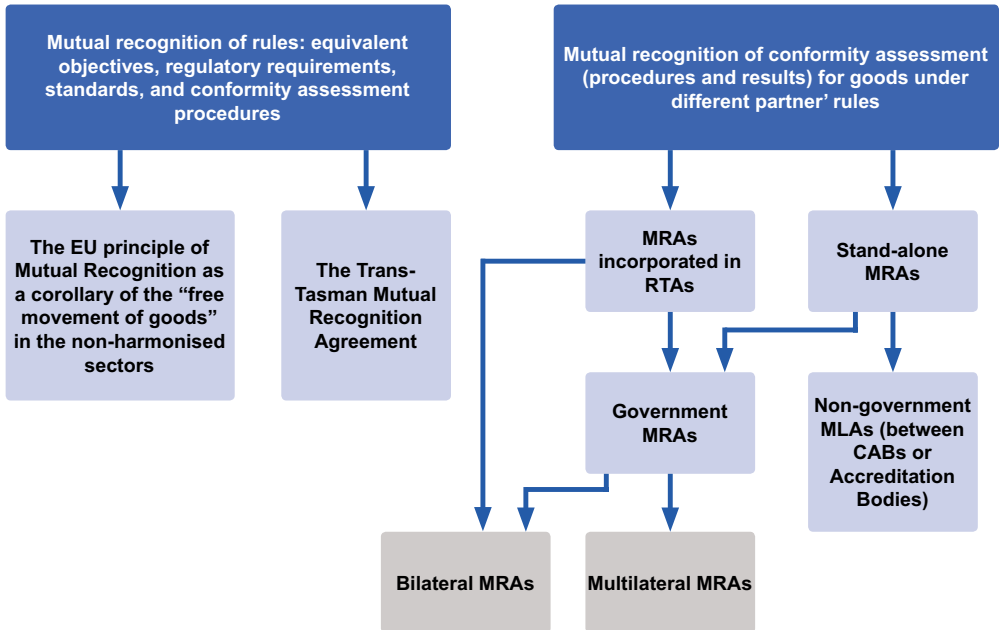 Mutual recognition of rules: equivalent
objectives, regulatory requirements,
standards, and conformity assessment
procedures
Mutual recognition of conformity assessment
(procedures and results) for goods under
different partner’ rules
The EU principle of
Mutual Recognition as
a corollary of the “free
movement of goods”
in the non-harmonised
sectors
The Trans-
Tasman Mutual
Recognition
Agreement
MRAs
incorporated in
RTAs
Stand-alone
MRAs
Government
MRAs
Non-government
MLAs (between
CABs or
Accreditation
Bodies)
Bilateral MRAs
Multilateral MRAs